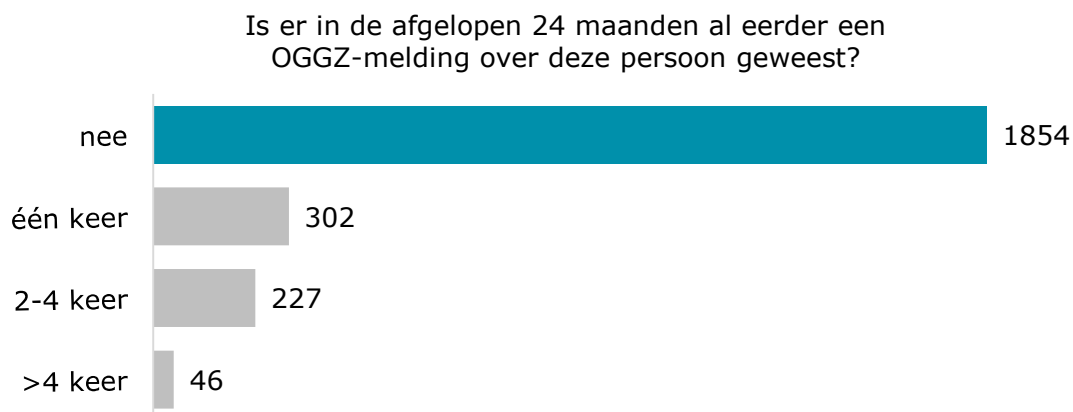 Is er in de afgelopen 24 maanden al eerder een
OGGZ-melding over deze persoon geweest?
nee 1854
één keer 302
2-4 keer 227
>4 keer 46